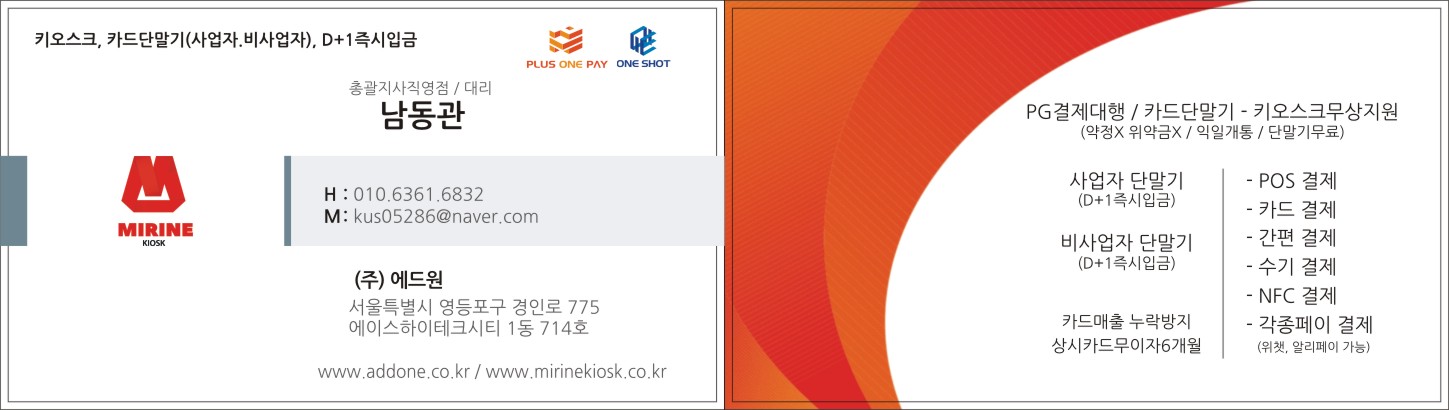 키오스크, 카드단말기(사업자.비사업자), D+1즉시입금
PLUS ONE PAY
ONE SHOT
총괄지사직영점 / 대리
남동관
MIRINE
KIOSK
H : 010.6361.6832
M : kus05286@naver.com
(주) 에드원
서울특별시 영등포구 경인로 775
에이스하이테크시티 1동 714호
www.addone.co.kr / www.mirinekiosk.co.kr
PG결제대행 / 카드단말기 - 키오스크무상지원
(약정X 위약금X / 익일개통 / 단말기무료)
사업자 단말기
(D+1즉시입금)
비사업자 단말기
(D+1즉시입금)
카드매출 누락방지
상시카드무이자6개월
- POS 결제
- 카드 결제
- 간편 결제
- 수기 결제
- NFC 결제
- 각종페이 결제
(위챗, 알리페이 가능)